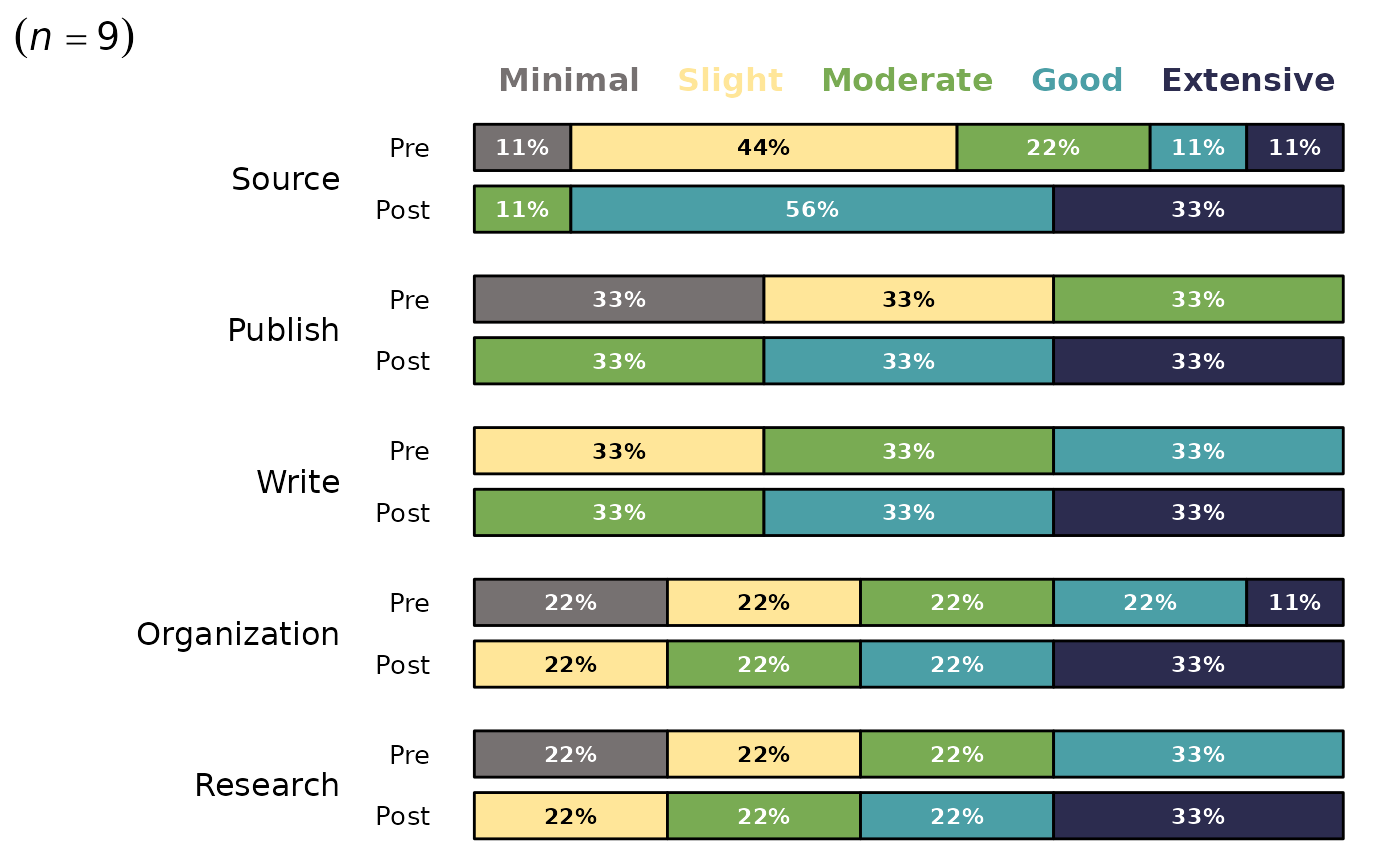 (n = 9)
Minimal Slight Moderate Good Extensive
Source
Pre 11% 44% 22% 11% 11%
Post 11% 56% 33%
Publish
Pre 33% 33% 33%
Post 33% 33% 33%
Write
Pre 33% 33% 33%
Post 33% 33% 33%
Organization
Pre 22% 22% 22% 22% 11%
Post 22% 22% 22% 33%
Research
Pre 22% 22% 22% 33%
Post 22% 22% 22% 33%